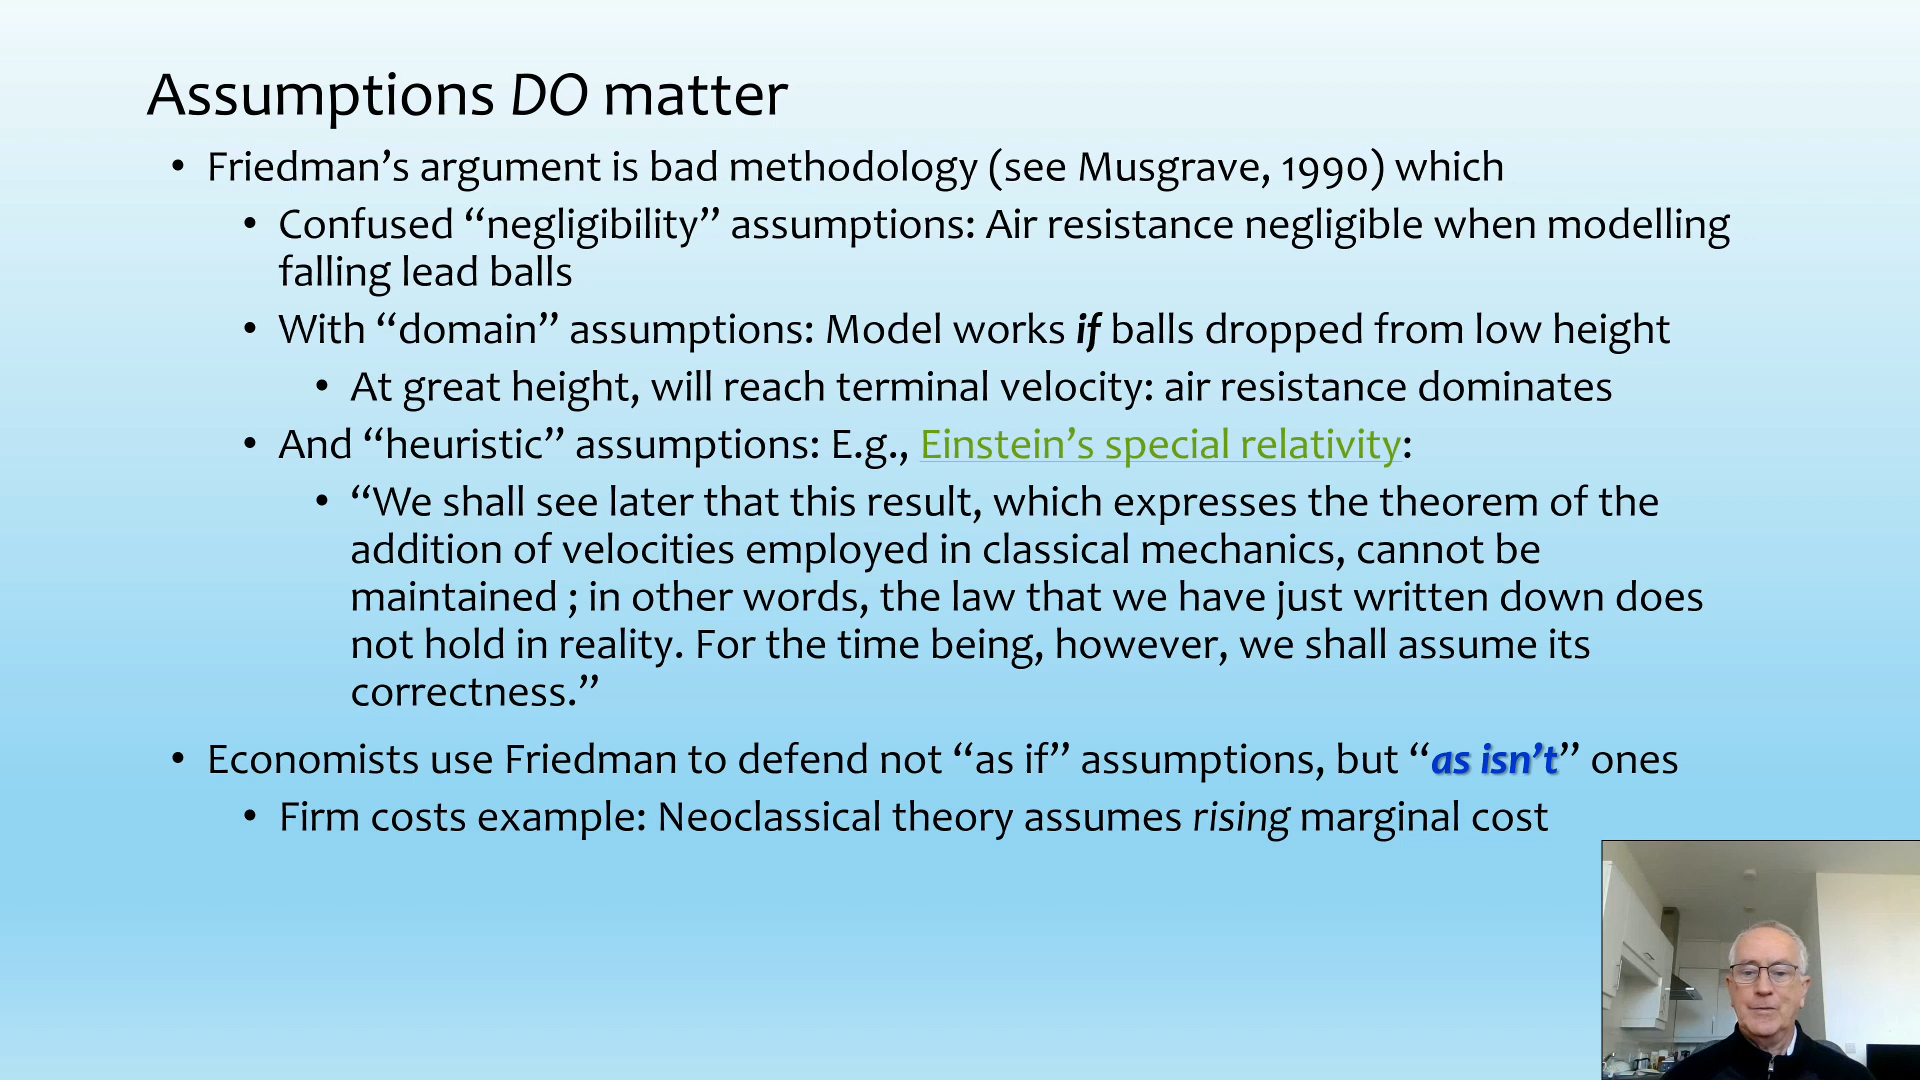 Assumptions DO matter
• Friedman’s argument is bad methodology (see Musgrave, 1990) which
• Confused “negligibility” assumptions: Air resistance negligible when modelling
falling lead balls
• With “domain” assumptions: Model works if balls dropped from low height
• At great height, will reach terminal velocity: air resistance dominates
• And “heuristic” assumptions: E.g., Einstein’s special relativity:
• “We shall see later that this result, which expresses the theorem of the
addition of velocities employed in classical mechanics, cannot be
maintained ; in other words, the law that we have just written down does
not hold in reality. For the time being, however, we shall assume its
correctness.”
• Economists use Friedman to defend not “as if” assumptions, but “as isn’t” ones
• Firm costs example: Neoclassical theory assumes rising marginal cost